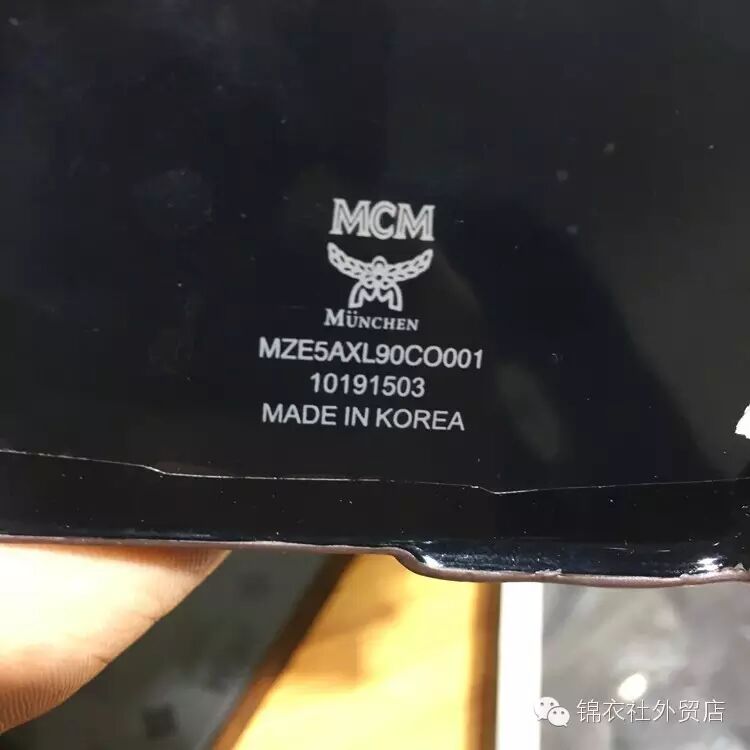 MCM
MÜNCHEN
MZE5AXL90CO001
10191503
MADE IN KOREA
锦衣社外贸店